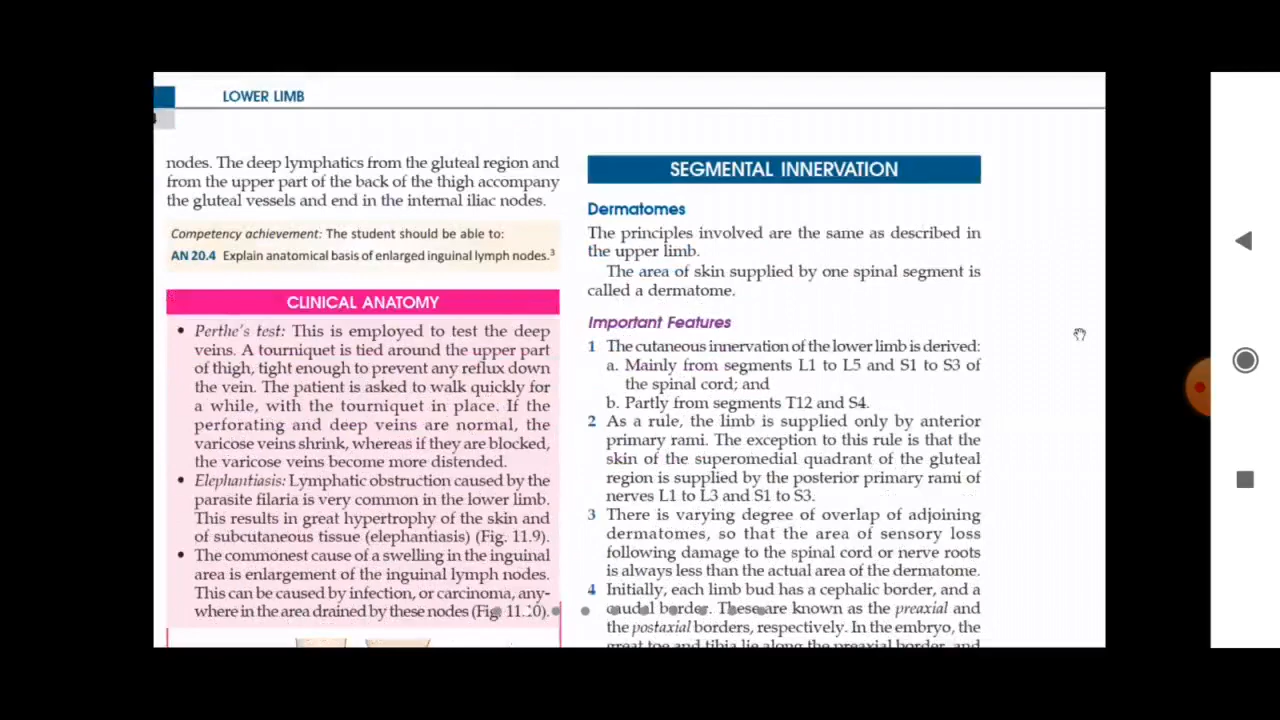 LOWER LIMB
nodes. The deep lymphatics from the gluteal region and
from the upper part of the back of the thigh accompany
the gluteal vessels and end in the internal iliac nodes.
Competency achievement: The student should be able to:
AN 20.4 Explain anatomical basis of enlarged inguinal lymph nodes.³
CLINICAL ANATOMY
• Perthe's test: This is employed to test the deep
veins. A tourniquet is tied around the upper part
of thigh, tight enough to prevent any reflux down
the vein. The patient is asked to walk quickly for
a while, with the tourniquet in place. If the
perforating and deep veins are normal, the
varicose veins shrink, whereas if they are blocked,
the varicose veins become more distended.
• Elephantiasis: Lymphatic obstruction caused by the
parasite filaria is very common in the lower limb.
This results in great hypertrophy of the skin and
of subcutaneous tissue (elephantiasis) (Fig. 11.9).
• The commonest cause of a swelling in the inguinal
area is enlargement of the inguinal lymph nodes.
This can be caused by infection, or carcinoma, any-
where in the area drained by these nodes (Fig. 11.10).
SEGMENTAL INNERVATION
Dermatomes
The principles involved are the same as described in
the upper limb.
The area of skin supplied by one spinal segment is
called a dermatome.
Important Features
1 The cutaneous innervation of the lower limb is derived:
a. Mainly from segments L1 to L5 and S1 to S3 of
the spinal cord; and
b. Partly from segments T12 and S4.
2 As a rule, the limb is supplied only by anterior
primary rami. The exception to this rule is that the
skin of the superomedial quadrant of the gluteal
region is supplied by the posterior primary rami of
nerves L1 to L3 and S1 to S3.
3 There is varying degree of overlap of adjoining
dermatomes, so that the area of sensory loss
following damage to the spinal cord or nerve roots
is always less than the actual area of the dermatome.
4 Initially, each limb bud has a cephalic border, and a
caudal border. These are known as the preaxial and
the postaxial borders, respectively. In the embryo, the
great toe and tibia lie along the preaxial border, and